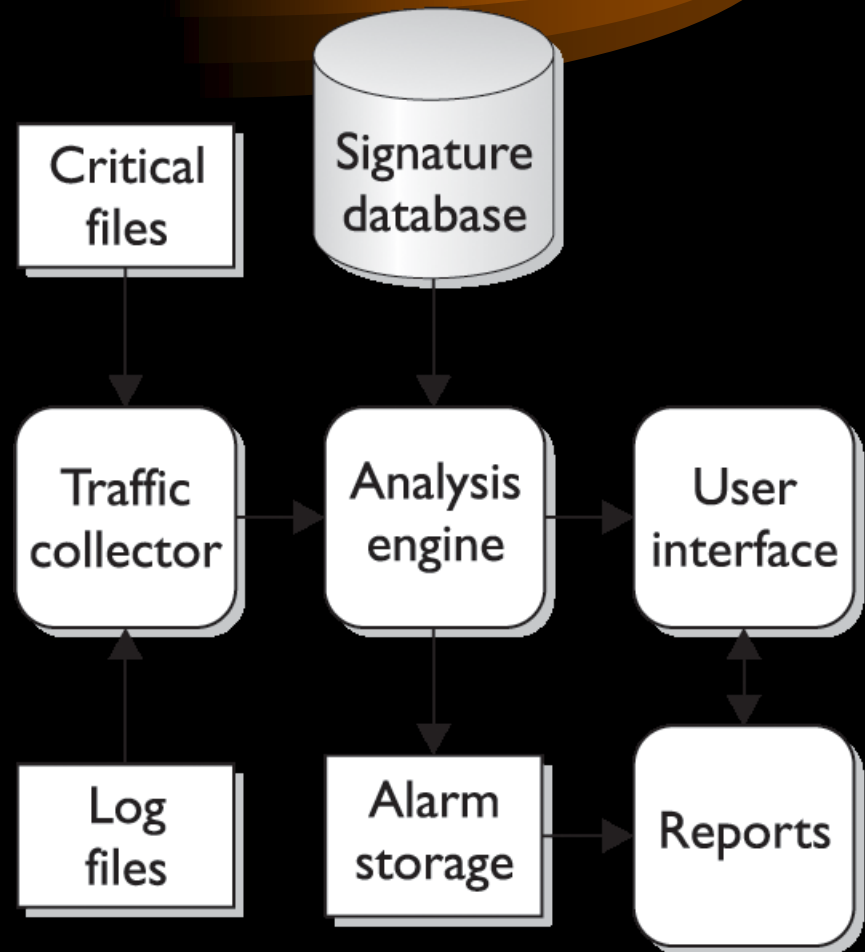 Critical
files
Signature
database
Traffic
collector
Analysis
engine
User
interface
Log
files
Alarm
storage
Reports